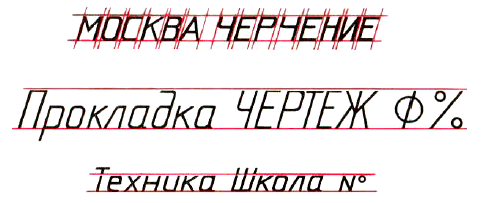 МОСКВА ЧЕРЧЕНИЕ
Прокладка ЧЕРТЕЖ Ф %
Техника Школа №